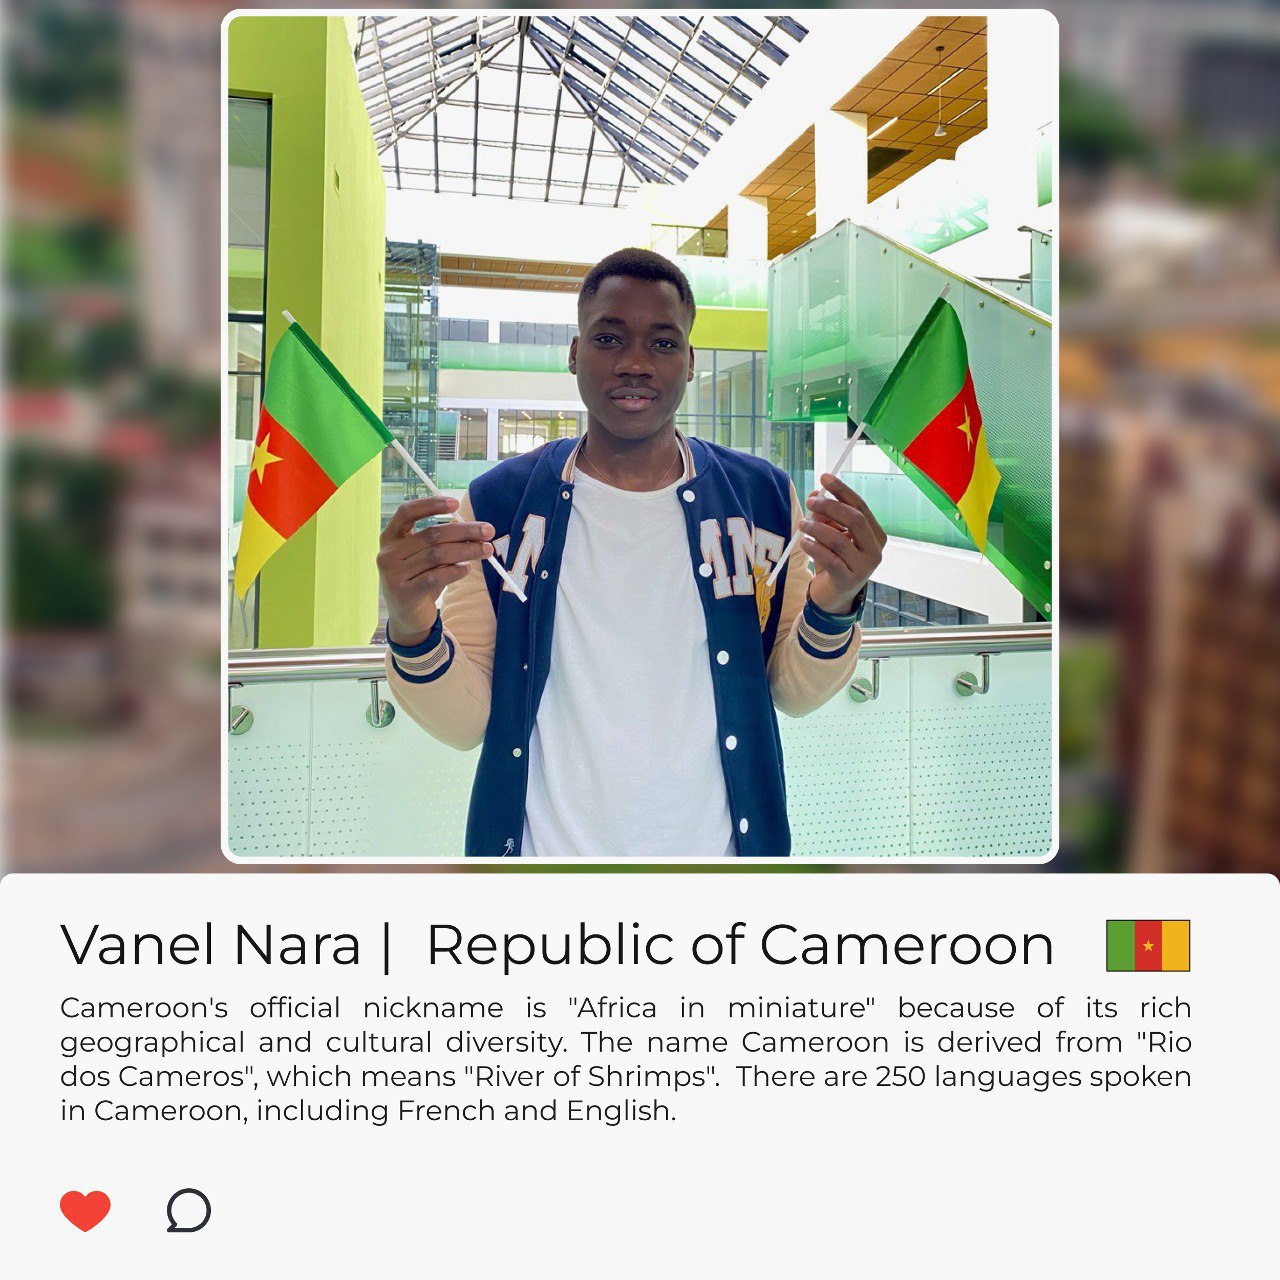 Vanel Nara | Republic of Cameroon
Cameroon's official nickname is "Africa in miniature" because of its rich
geographical and cultural diversity. The name Cameroon is derived from "Rio
dos Cameros", which means "River of Shrimps". There are 250 languages spoken
in Cameroon, including French and English.